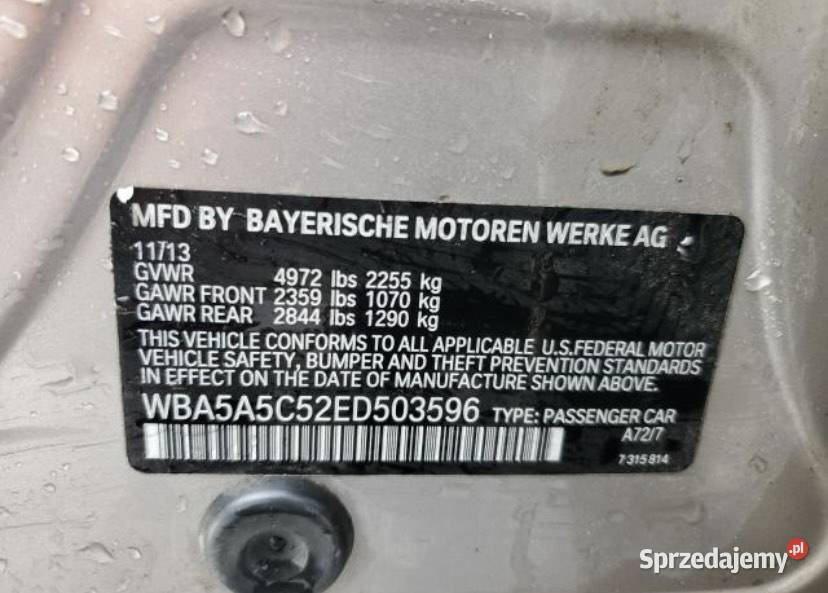 MFD BY BAYERISCHE MOTOREN WERKE AG
11/13
GVWR 4972 lbs 2255 kg
GAWR FRONT 2359 lbs 1070 kg
GAWR REAR 2844 lbs 1290 kg
THIS VEHICLE CONFORMS TO ALL APPLICABLE U.S.FEDERAL MOTOR
VEHICLE SAFETY, BUMPER AND THEFT PREVENTION STANDARDS
IN EFFECT ON THE DATE OF MANUFACTURE SHOWN ABOVE.
WBA5A5C52ED503596 TYPE: PASSENGER CAR
A72/7
7 315 814
Sprzedajemy.pl